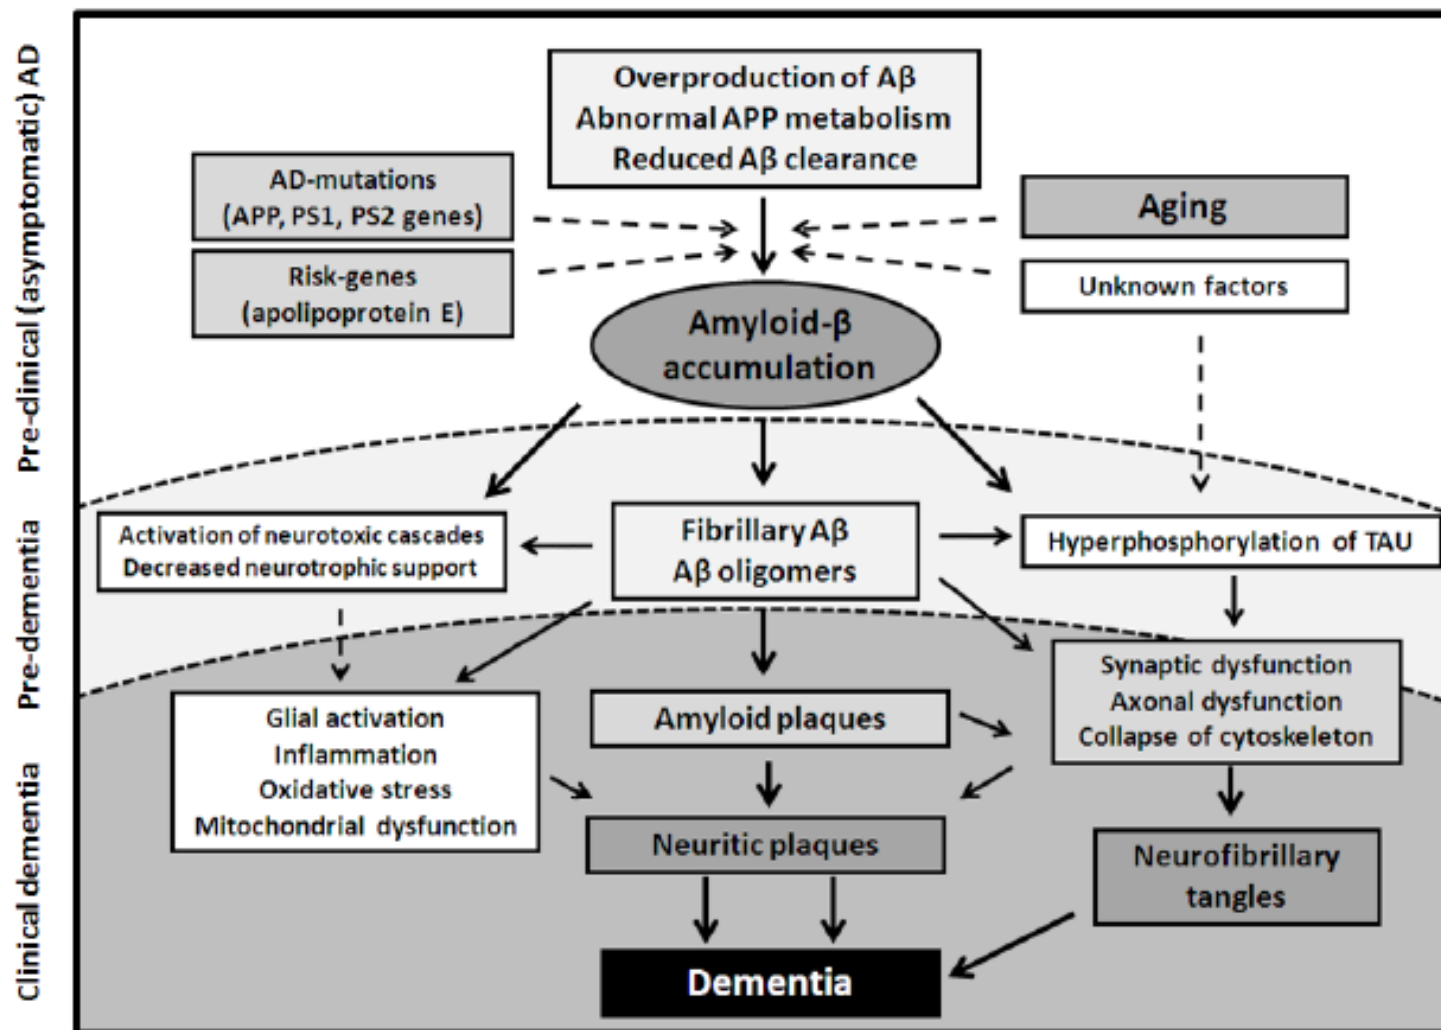 Pre-clinical (asymptomatic) AD
Pre-dementia
Clinical dementia
Overproduction of Aβ
Abnormal APP metabolism
Reduced Aβ clearance
AD-mutations
(APP, PS1, PS2 genes)
Risk-genes
(apolipoprotein E)
Aging
Unknown factors
Amyloid-β
accumulation
Activation of neurotoxic cascades
Decreased neurotrophic support
Fibrillary Aβ
Aβ oligomers
Hyperphosphorylation of TAU
Glial activation
Inflammation
Oxidative stress
Mitochondrial dysfunction
Amyloid plaques
Synaptic dysfunction
Axonal dysfunction
Collapse of cytoskeleton
Neuritic plaques
Neurofibrillary
tangles
Dementia